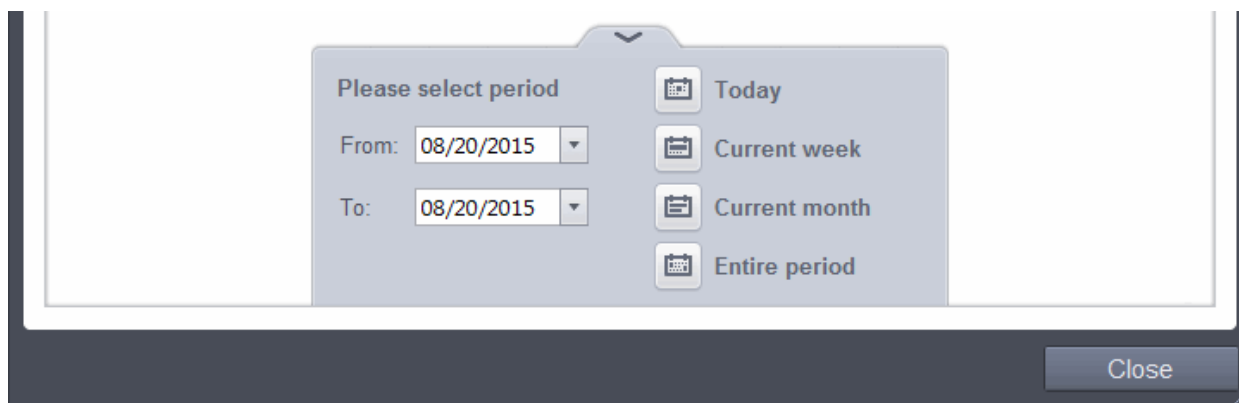 Please select period
From: 08/20/2015
To: 08/20/2015
Today
Current week
Current month
Entire period
Close